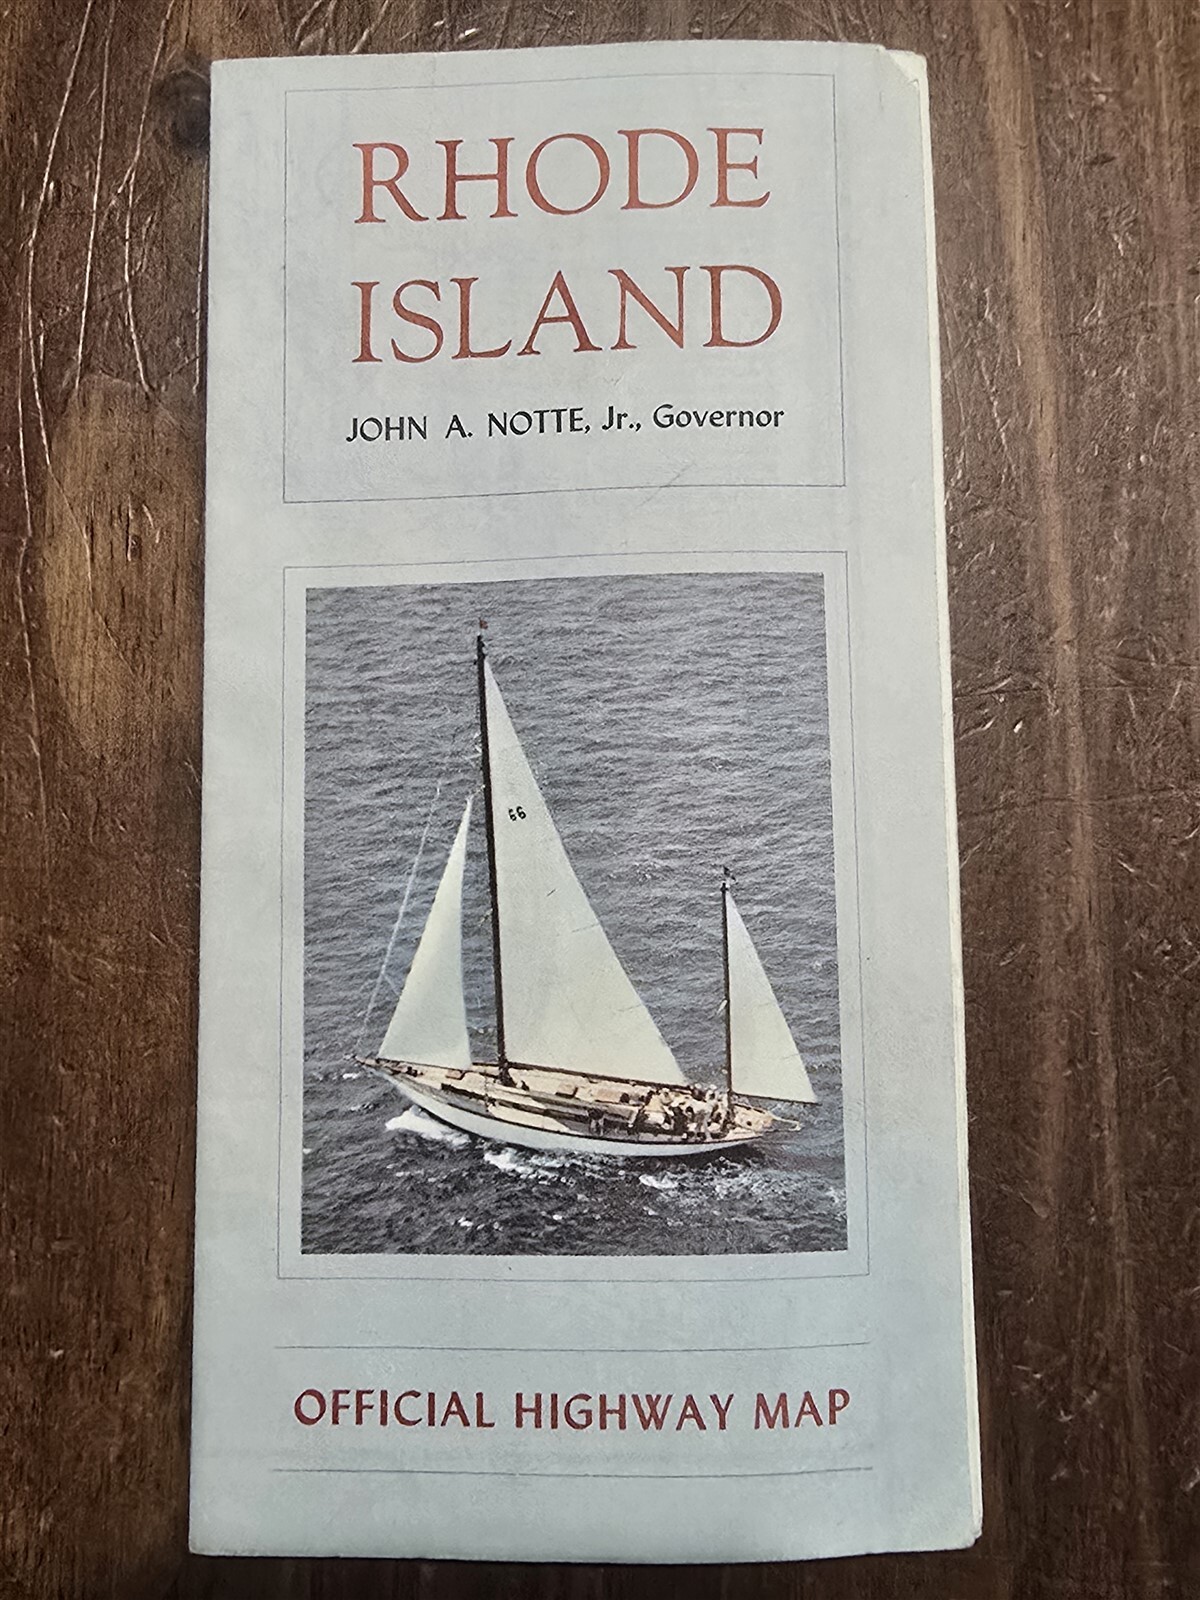 RHODE
ISLAND
JOHN A. NOTTE, Jr., Governor
66
OFFICIAL HIGHWAY MAP